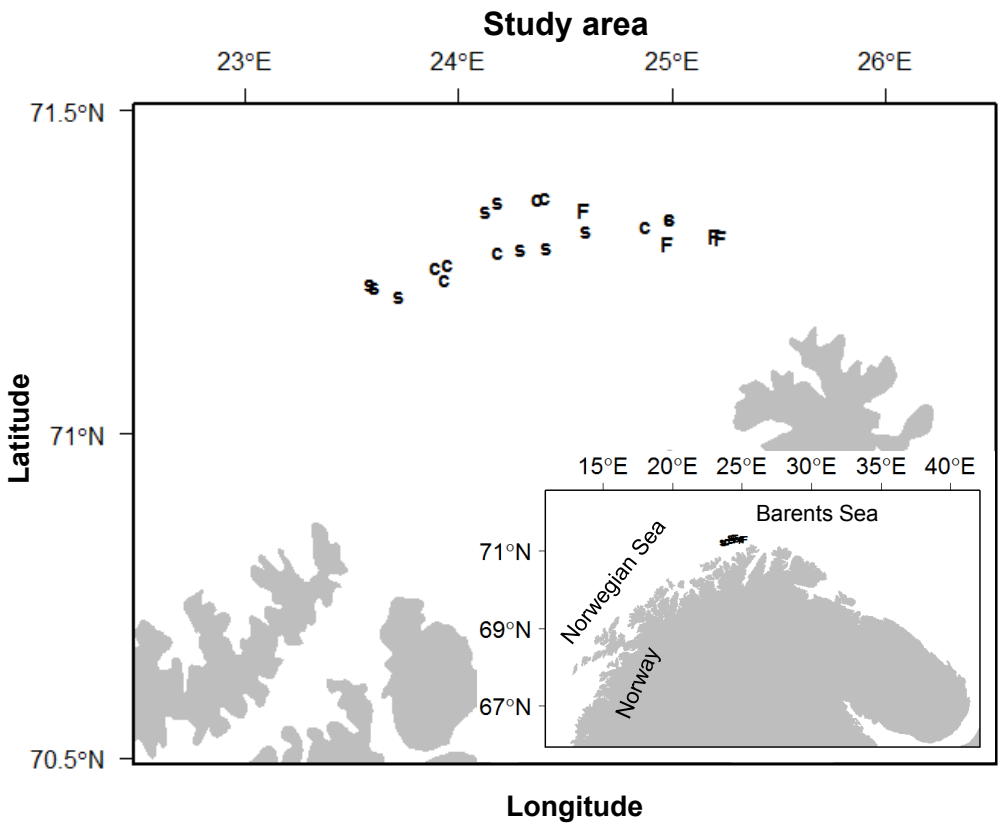 Study area
23°E 24°E 25°E 26°E
71.5°N
71°N
70.5°N
Latitude
Longitude
s s c c F
s c s F F F
c s s
c c c
s s s
15°E 20°E 25°E 30°E 35°E 40°E
71°N
69°N
67°N
Barents Sea
Norwegian Sea
Norway